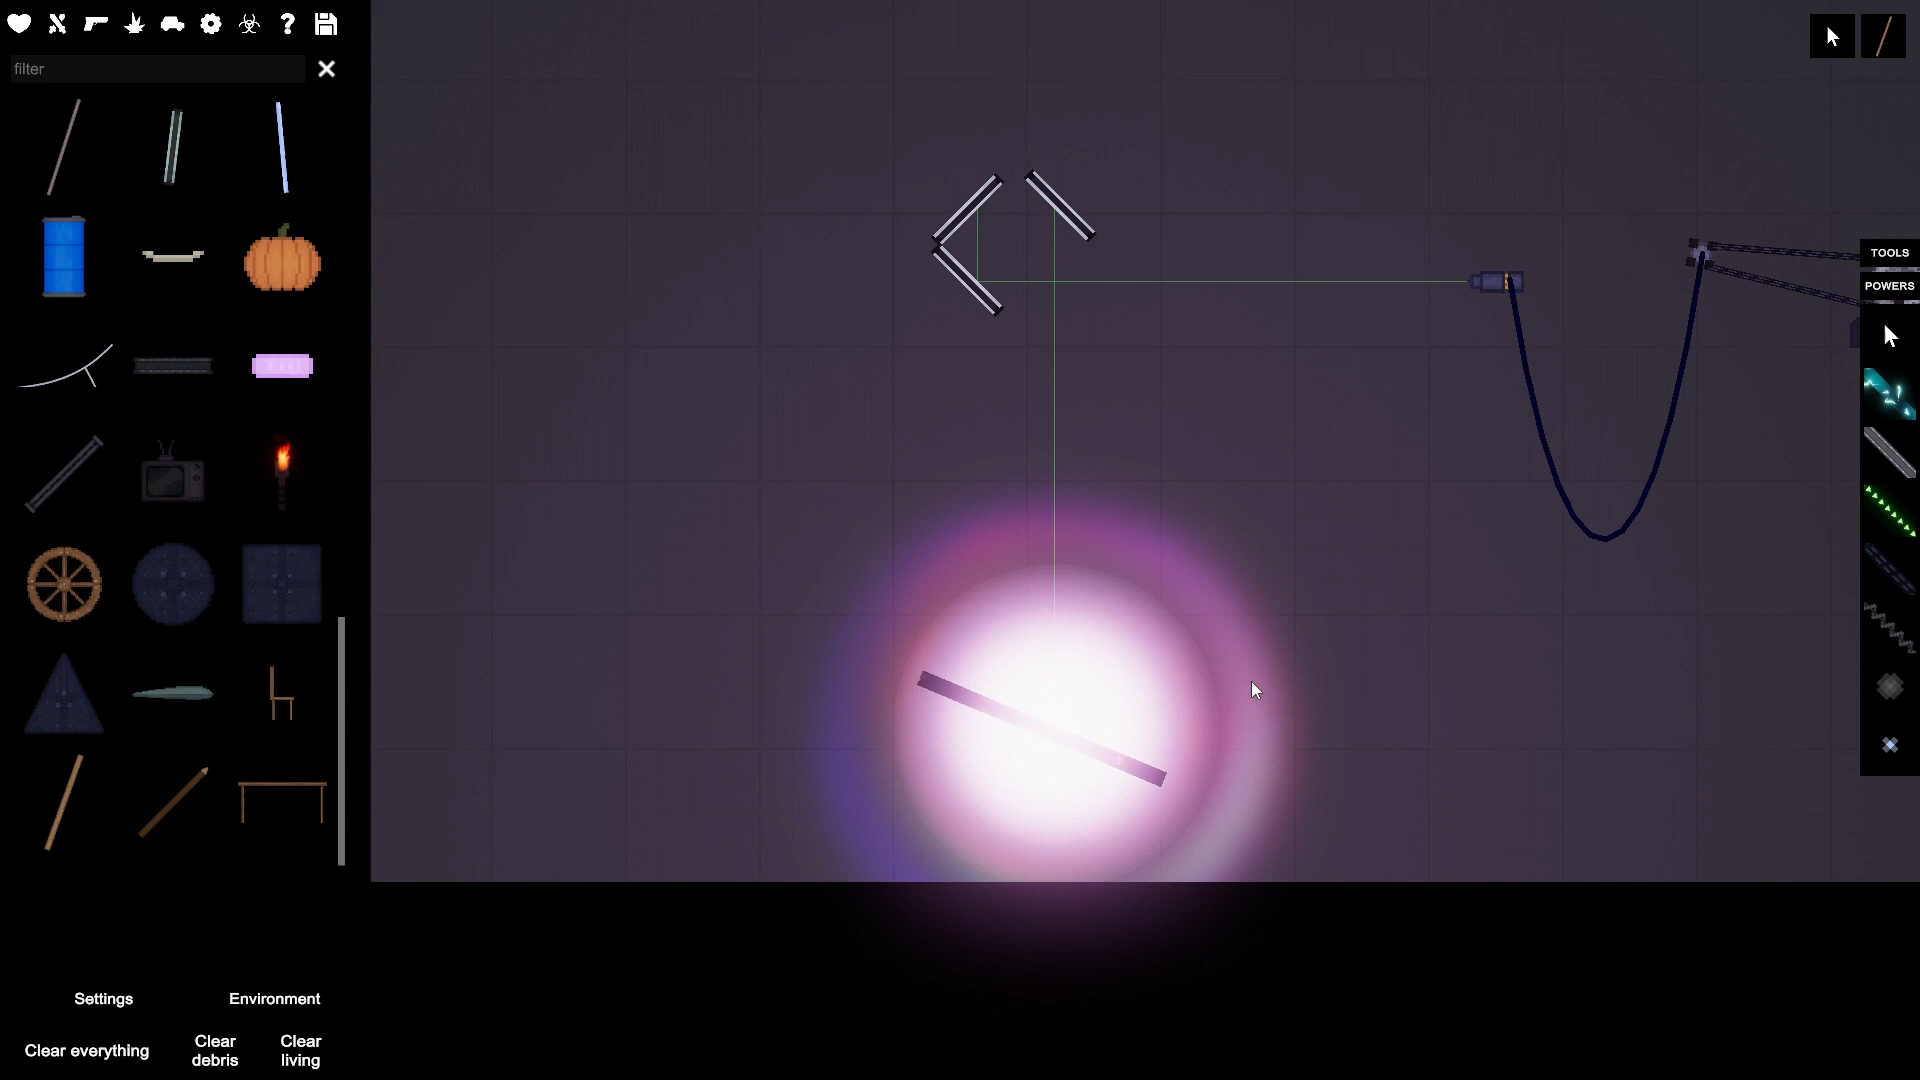 filter
TOOLS
POWERS
Settings
Environment
Clear everything
Clear
debris
Clear
living